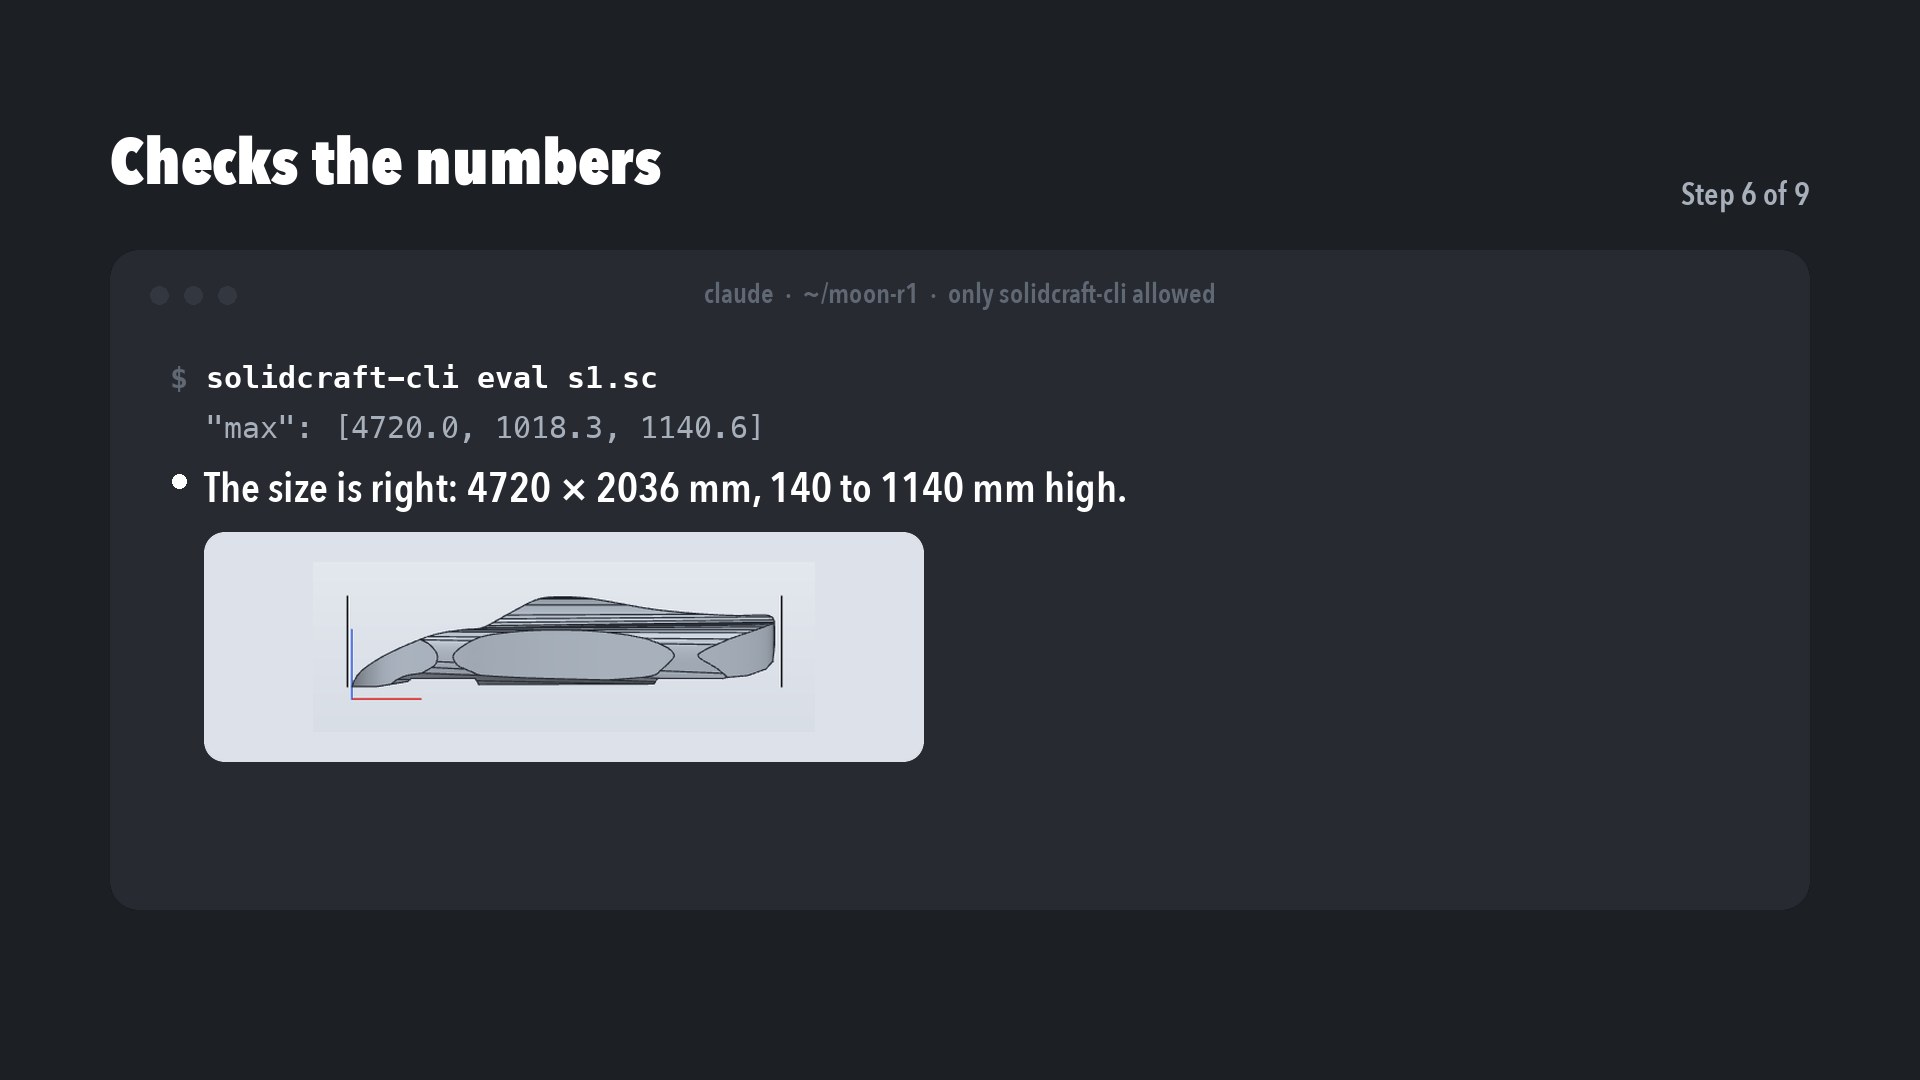 Checks the numbers
Step 6 of 9
claude · ~/moon-r1 · only solidcraft-cli allowed
$ solidcraft-cli eval s1.sc
"max": [4720.0, 1018.3, 1140.6]
• The size is right: 4720 × 2036 mm, 140 to 1140 mm high.